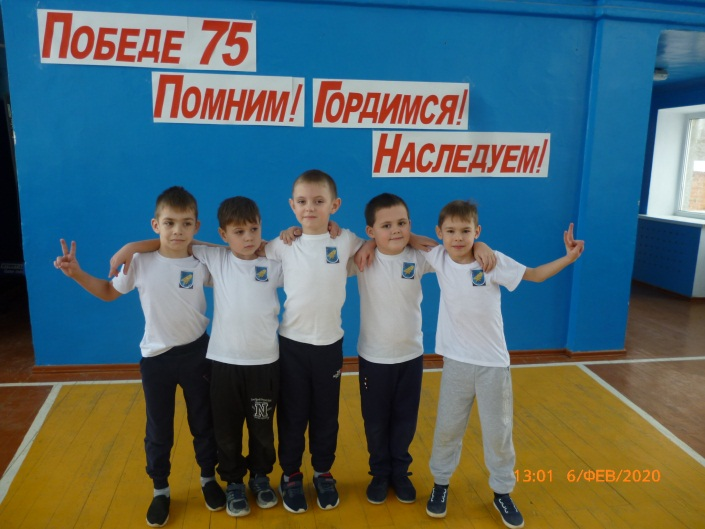 ПОБЕДЕ 75
ПОМНИМ! ГОРДИМСЯ!
НАСЛЕДУЕМ!
N
13:01 6/ФЕВ/2020